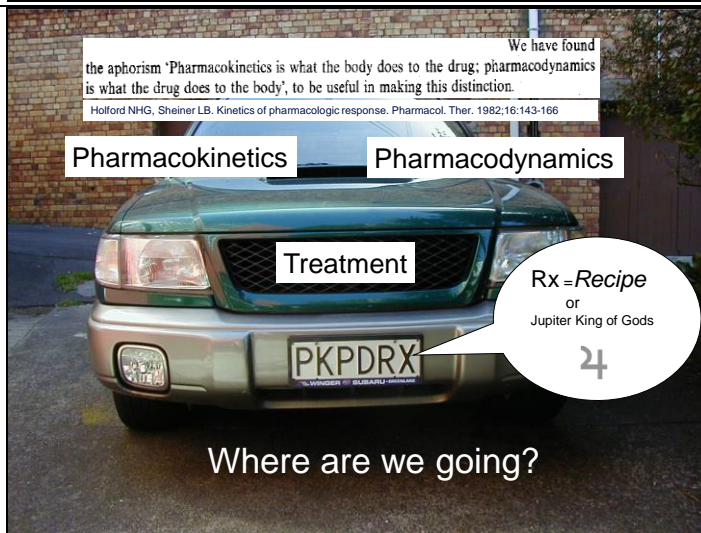 We have found
the aphorism 'Pharmacokinetics is what the body does to the drug; pharmacodynamics
is what the drug does to the body', to be useful in making this distinction.
Holford NHG, Sheiner LB. Kinetics of pharmacologic response. Pharmacol. Ther. 1982;16:143-166
Pharmacokinetics Pharmacodynamics
Treatment
Rx =Recipe
or
Jupiter King of Gods
♃
PKPDRX
WINGER SUBARU-GREENLANE
Where are we going?